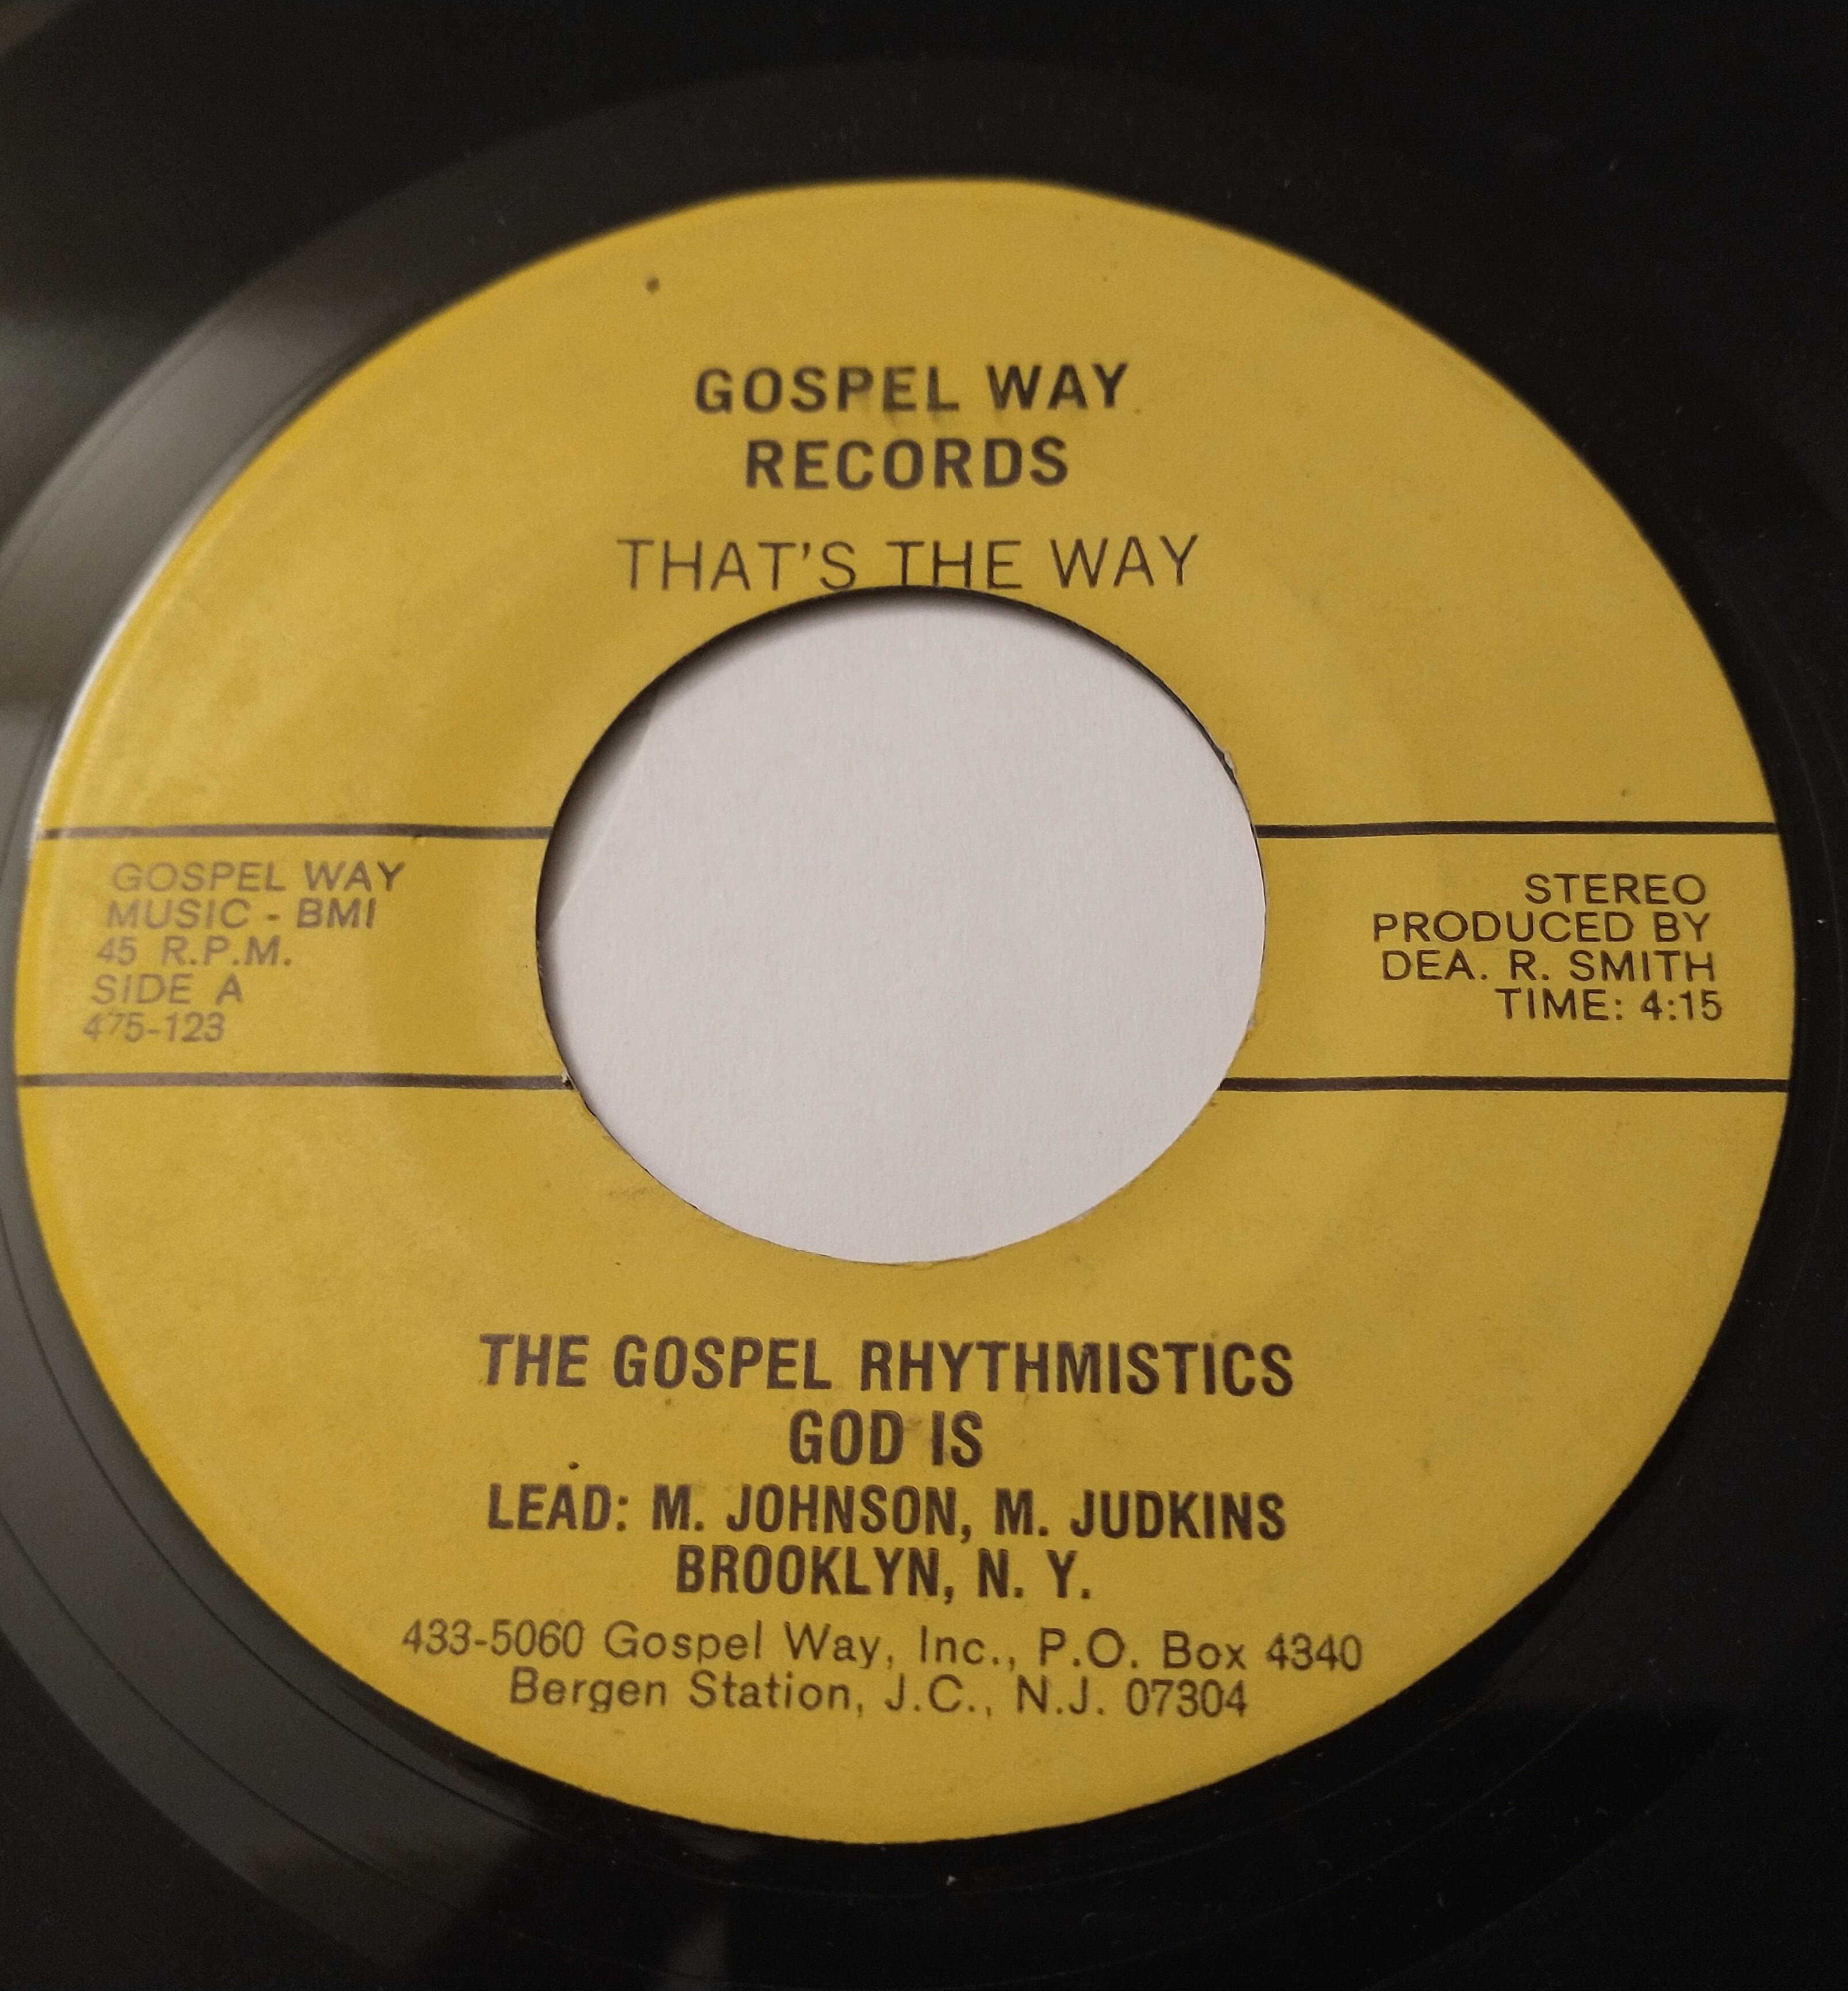 GOSPEL WAY
RECORDS
THAT'S THE WAY
GOSPEL WAY
MUSIC - BMI
45 R.P.M.
SIDE A
475-123
STEREO
PRODUCED BY
DEA. R. SMITH
TIME: 4:15
THE GOSPEL RHYTHMISTICS
GOD IS
LEAD: M. JOHNSON, M. JUDKINS
BROOKLYN, N. Y.
433-5060 Gospel Way, Inc., P.O. Box 4340
Bergen Station, J.C., N.J. 07304